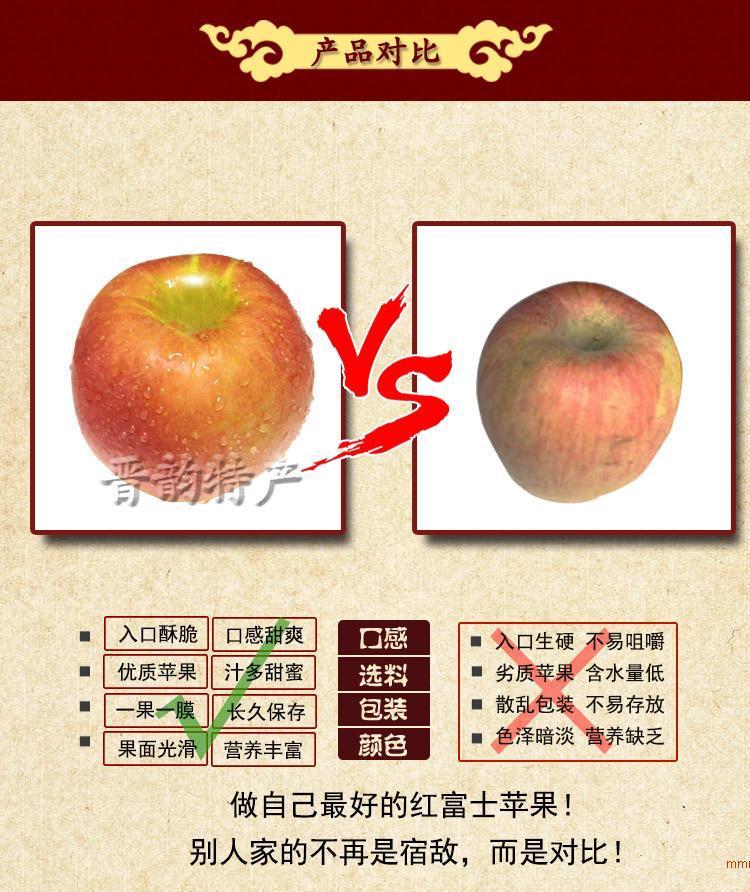 产品对比
VS
晋韵特产
入口酥脆 口感甜爽 口感 入口生硬 不易咀嚼
优质苹果 汁多甜蜜 选料 劣质苹果 含水量低
一果一膜 长久保存 包装 散乱包装 不易存放
果面光滑 营养丰富 颜色 色泽暗淡 营养缺乏
做自己最好的红富士苹果！
别人家的不再是宿敌，而是对比！